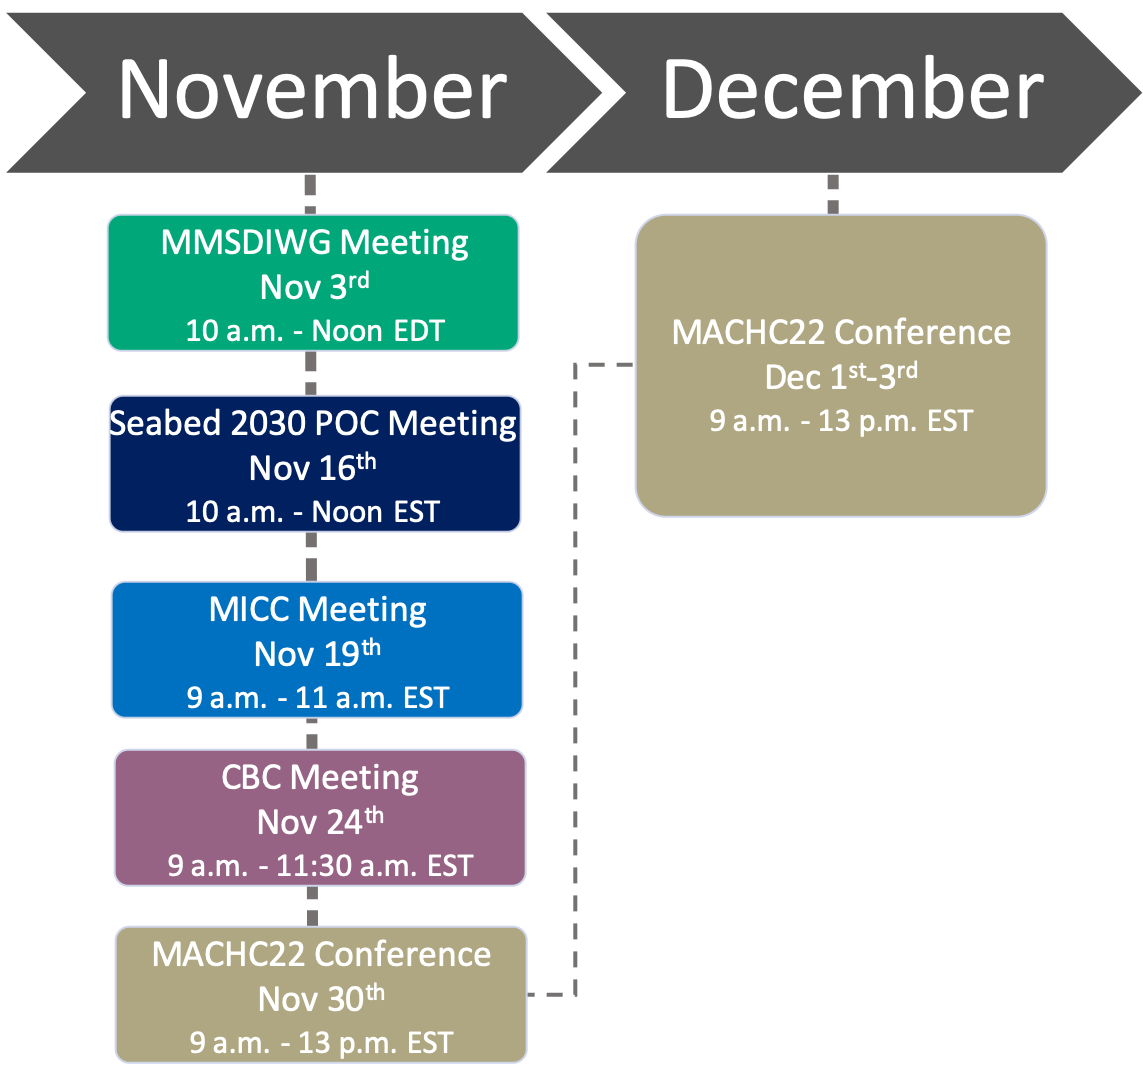 November
December
MMSDIWG Meeting
Nov 3rd
10 a.m. - Noon EDT
Seabed 2030 POC Meeting
Nov 16th
10 a.m. - Noon EST
MICC Meeting
Nov 19th
9 a.m. - 11 a.m. EST
CBC Meeting
Nov 24th
9 a.m. - 11:30 a.m. EST
MACHC22 Conference
Nov 30th
9 a.m. - 13 p.m. EST
MACHC22 Conference
Dec 1st-3rd
9 a.m. - 13 p.m. EST